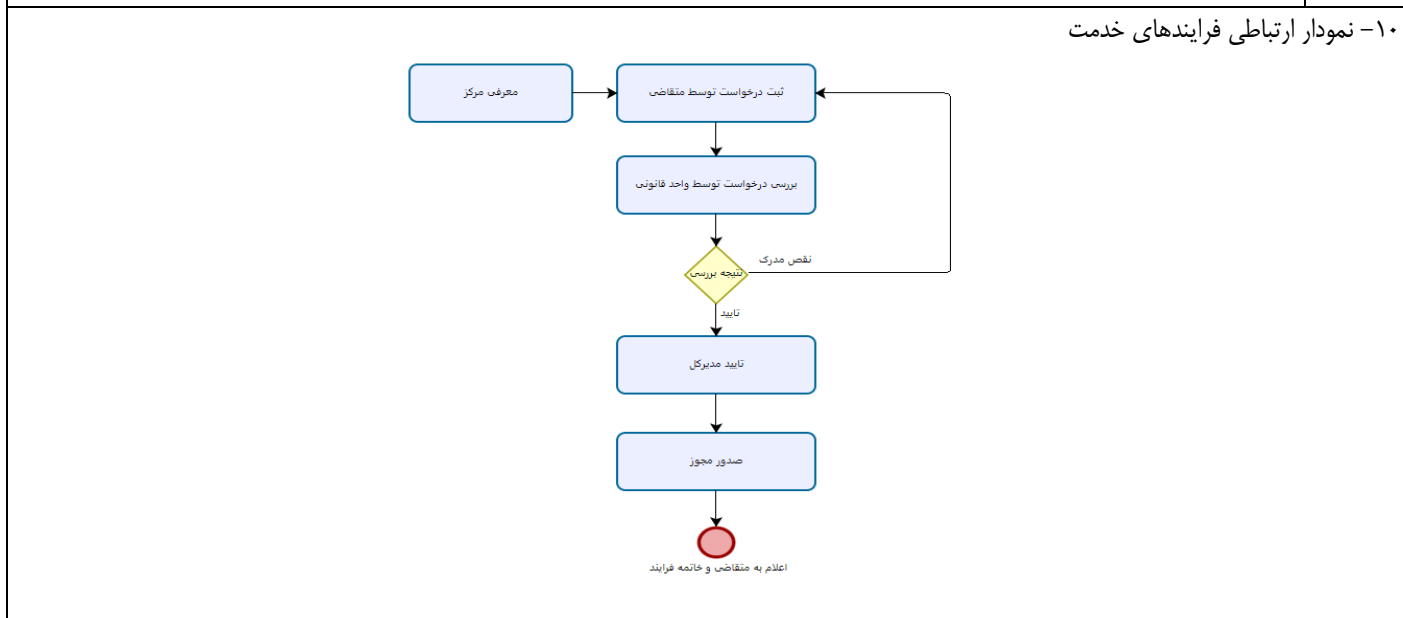 ۱۰- نمودار ارتباطی فرایندهای خدمت
معرفی مرکز
ثبت درخواست توسط متقاضی
بررسی درخواست توسط واحد قانونی
نتیجه بررسی
نقص مدرک
تایید
تایید مدیرکل
صدور مجوز
اعلام به متقاضی و خاتمه فرایند